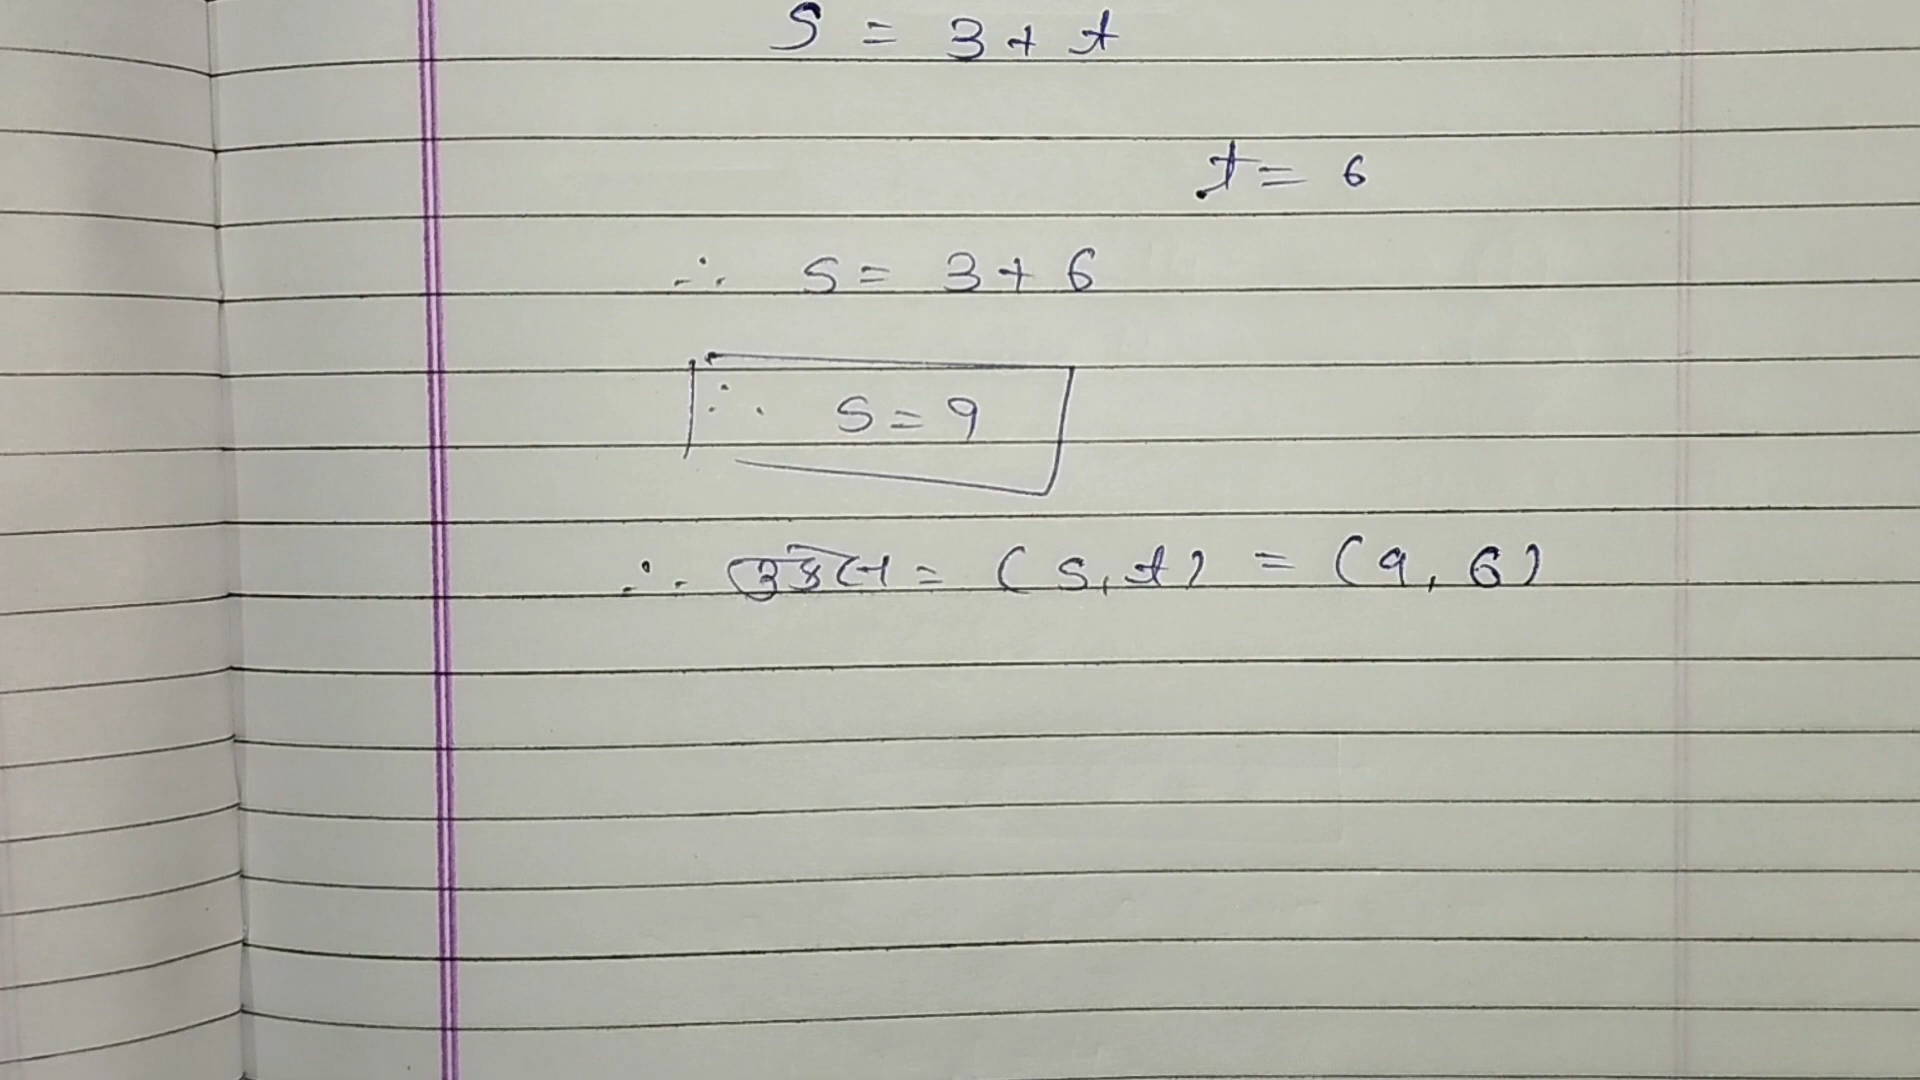 S = 3 + t
t = 6
∴ S = 3 + 6
∴ S = 9
∴ उकल = (S, t) = (9, 6)